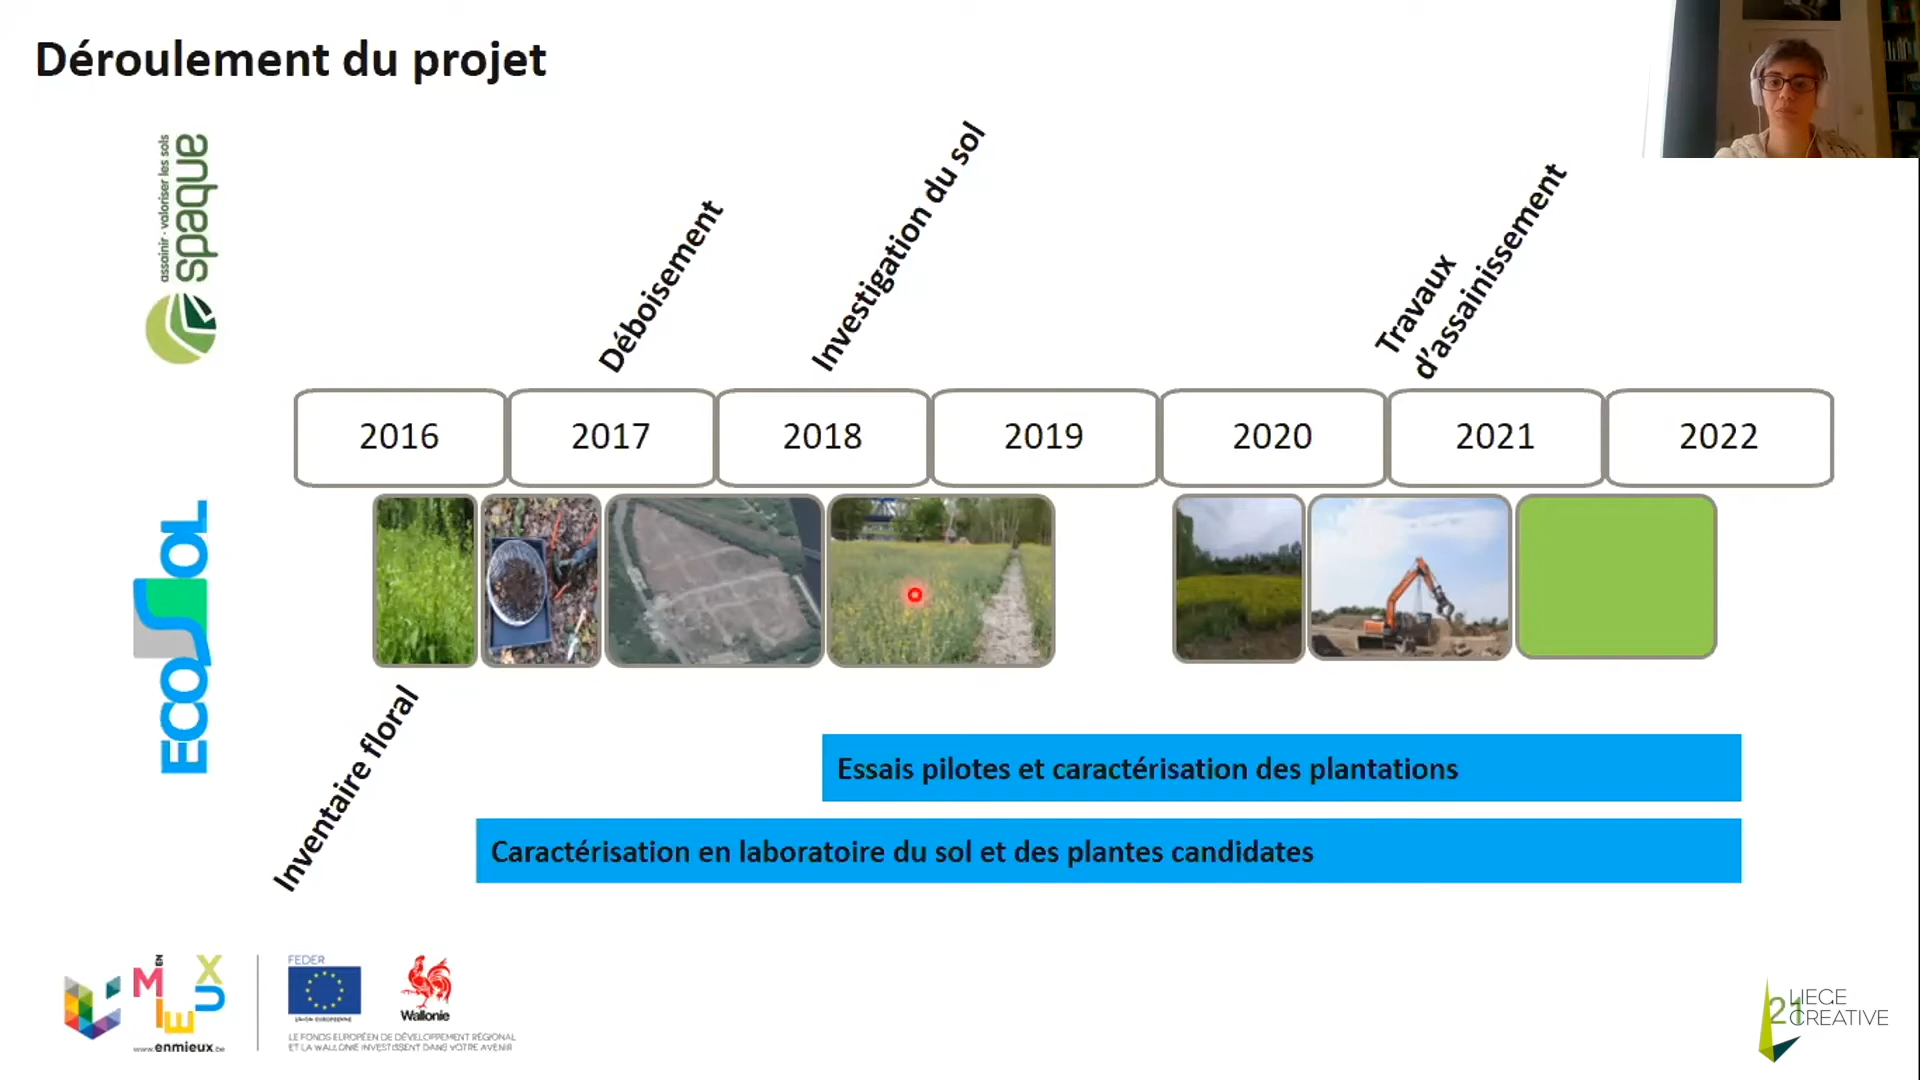 Déroulement du projet
assainir - valoriser les sols
spaque
Déboisement
Investigation du sol
Travaux
d'assainissement
2016 2017 2018 2019 2020 2021 2022
ECOSOL
Inventaire floral
Essais pilotes et caractérisation des plantations
Caractérisation en laboratoire du sol et des plantes candidates
EN
MIEUX
www.enmieux.be
FEDER
UNION EUROPEENNE
Wallonie
LE FONDS EUROPÉEN DE DÉVELOPPEMENT RÉGIONAL
ET LA WALLONIE INVESTISSENT DANS VOTRE AVENIR
21
LIEGE
CREATIVE